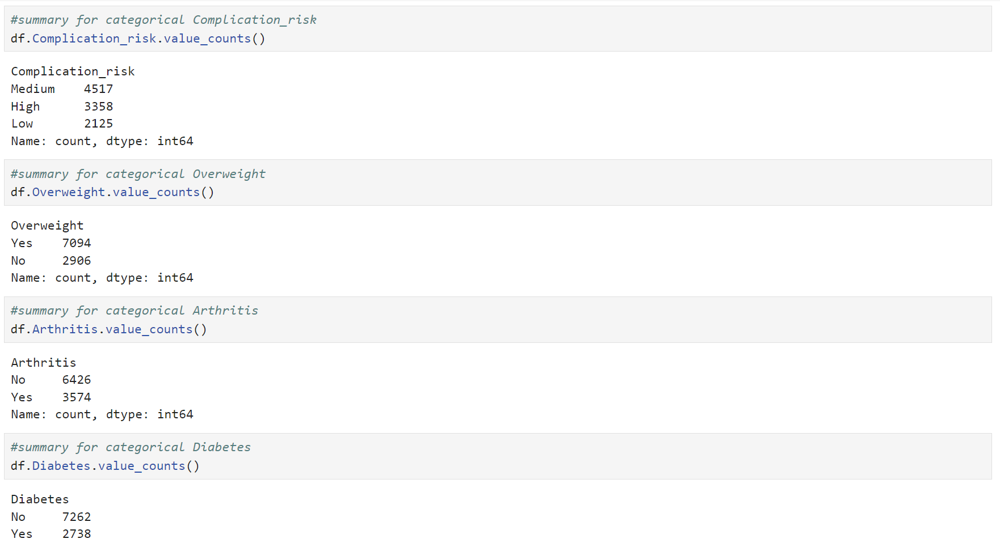 #summary for categorical Complication_risk
df.Complication_risk.value_counts()
Complication_risk
Medium    4517
High      3358
Low       2125
Name: count, dtype: int64
#summary for categorical Overweight
df.Overweight.value_counts()
Overweight
Yes    7094
No     2906
Name: count, dtype: int64
#summary for categorical Arthritis
df.Arthritis.value_counts()
Arthritis
No     6426
Yes    3574
Name: count, dtype: int64
#summary for categorical Diabetes
df.Diabetes.value_counts()
Diabetes
No     7262
Yes    2738